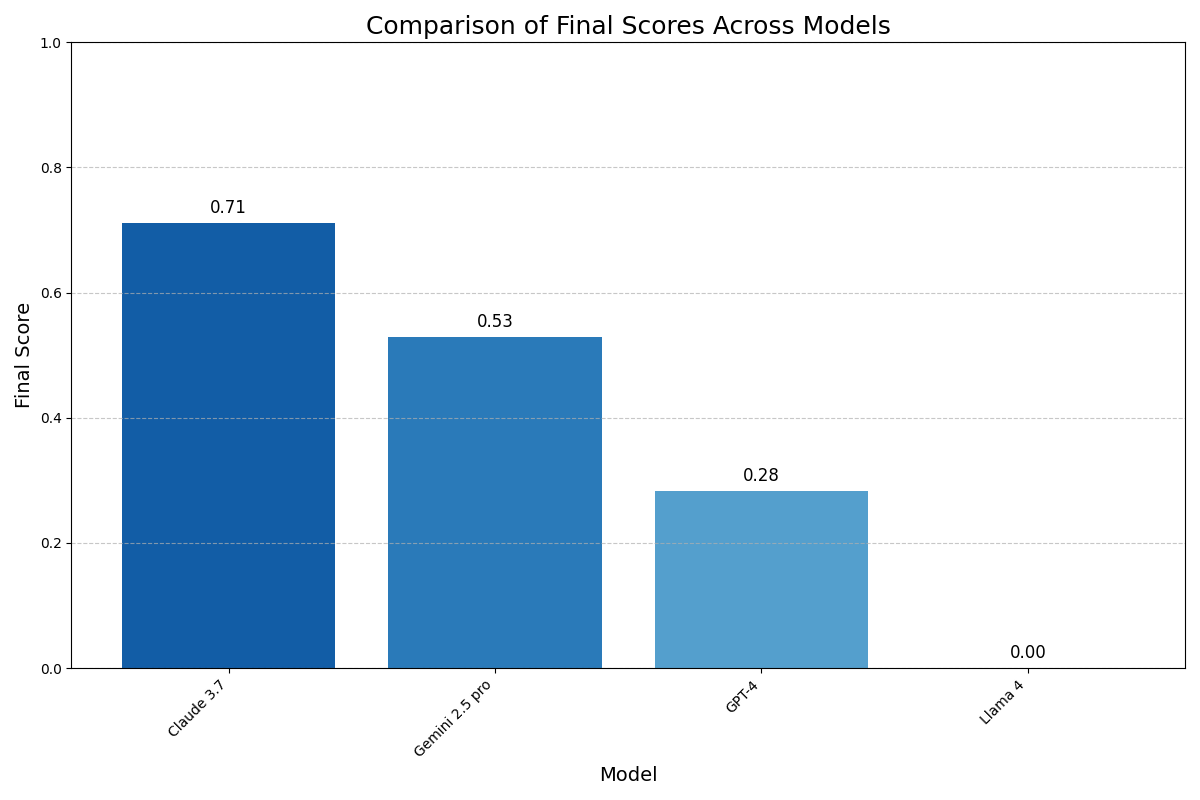 Comparison of Final Scores Across Models
1.0
0.8
0.71
0.6
0.53
Final Score
0.4
0.28
0.2
0.00
0.0
Claude 3.7
Gemini 2.5 pro
GPT-4
Llama 4
Model